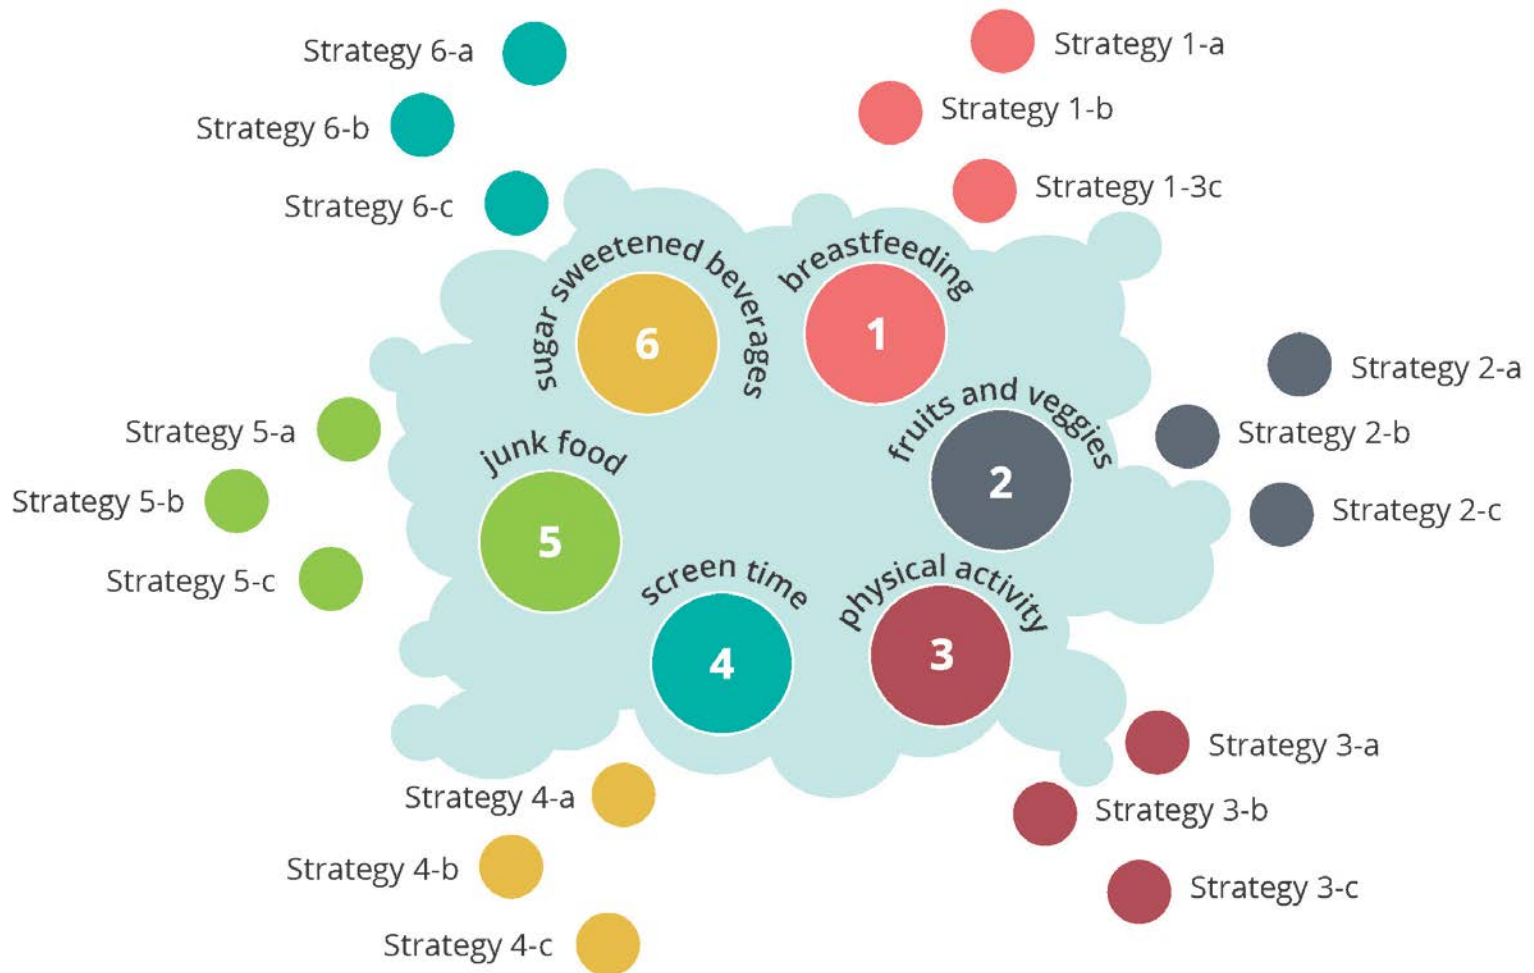 Strategy 6-a
Strategy 6-b
Strategy 6-c
Strategy 1-a
Strategy 1-b
Strategy 1-3c
sugar sweetened beverages
6
breastfeeding
1
fruits and veggies
2
Strategy 2-a
Strategy 2-b
Strategy 2-c
Strategy 5-a
Strategy 5-b
Strategy 5-c
junk food
5
screen time
4
physical activity
3
Strategy 4-a
Strategy 4-b
Strategy 4-c
Strategy 3-a
Strategy 3-b
Strategy 3-c